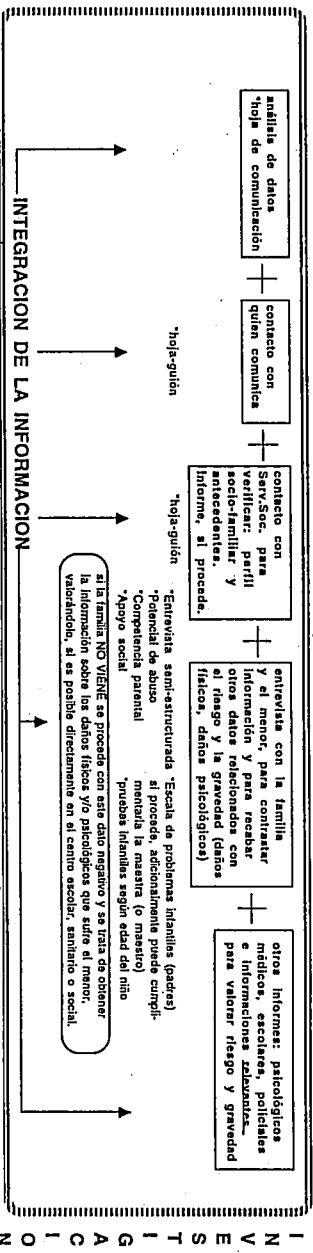 INVESTIGACION
análisis de datos
*hoja de comunicación
contacto con
quien comunica
*hoja-guión
contacto con
Serv.Soc. para
verificar: perfil
socio-familiar y
antecedentes.
Informe, si procede.
*hoja-guión
entrevista con la familia
y el menor, para contrastar
información y para recabar
otros datos relacionados con
el riesgo y la gravedad (daños
físicos, daños psicológicos)
*Entrevista semi-estructurada
*Potencial de abuso
*Competencia parental
*Apoyo social
*Escala de problemas infantiles (padres)
si procede, adicionalmente puede cumpli-
mentarla la maestra (o maestro)
*pruebas infantiles según edad del niño
otros informes: psicológicos
médicos, escolares, policiales
e informaciones relevantes
para valorar riesgo y gravedad
si la familia NO VIENE se procede con este dato negativo y se trata de obtener
la información sobre los daños físicos y/o psicológicos que sufre el menor,
valorándolo, si es posible directamente en el centro escolar, sanitario o social.
INTEGRACION DE LA INFORMACION